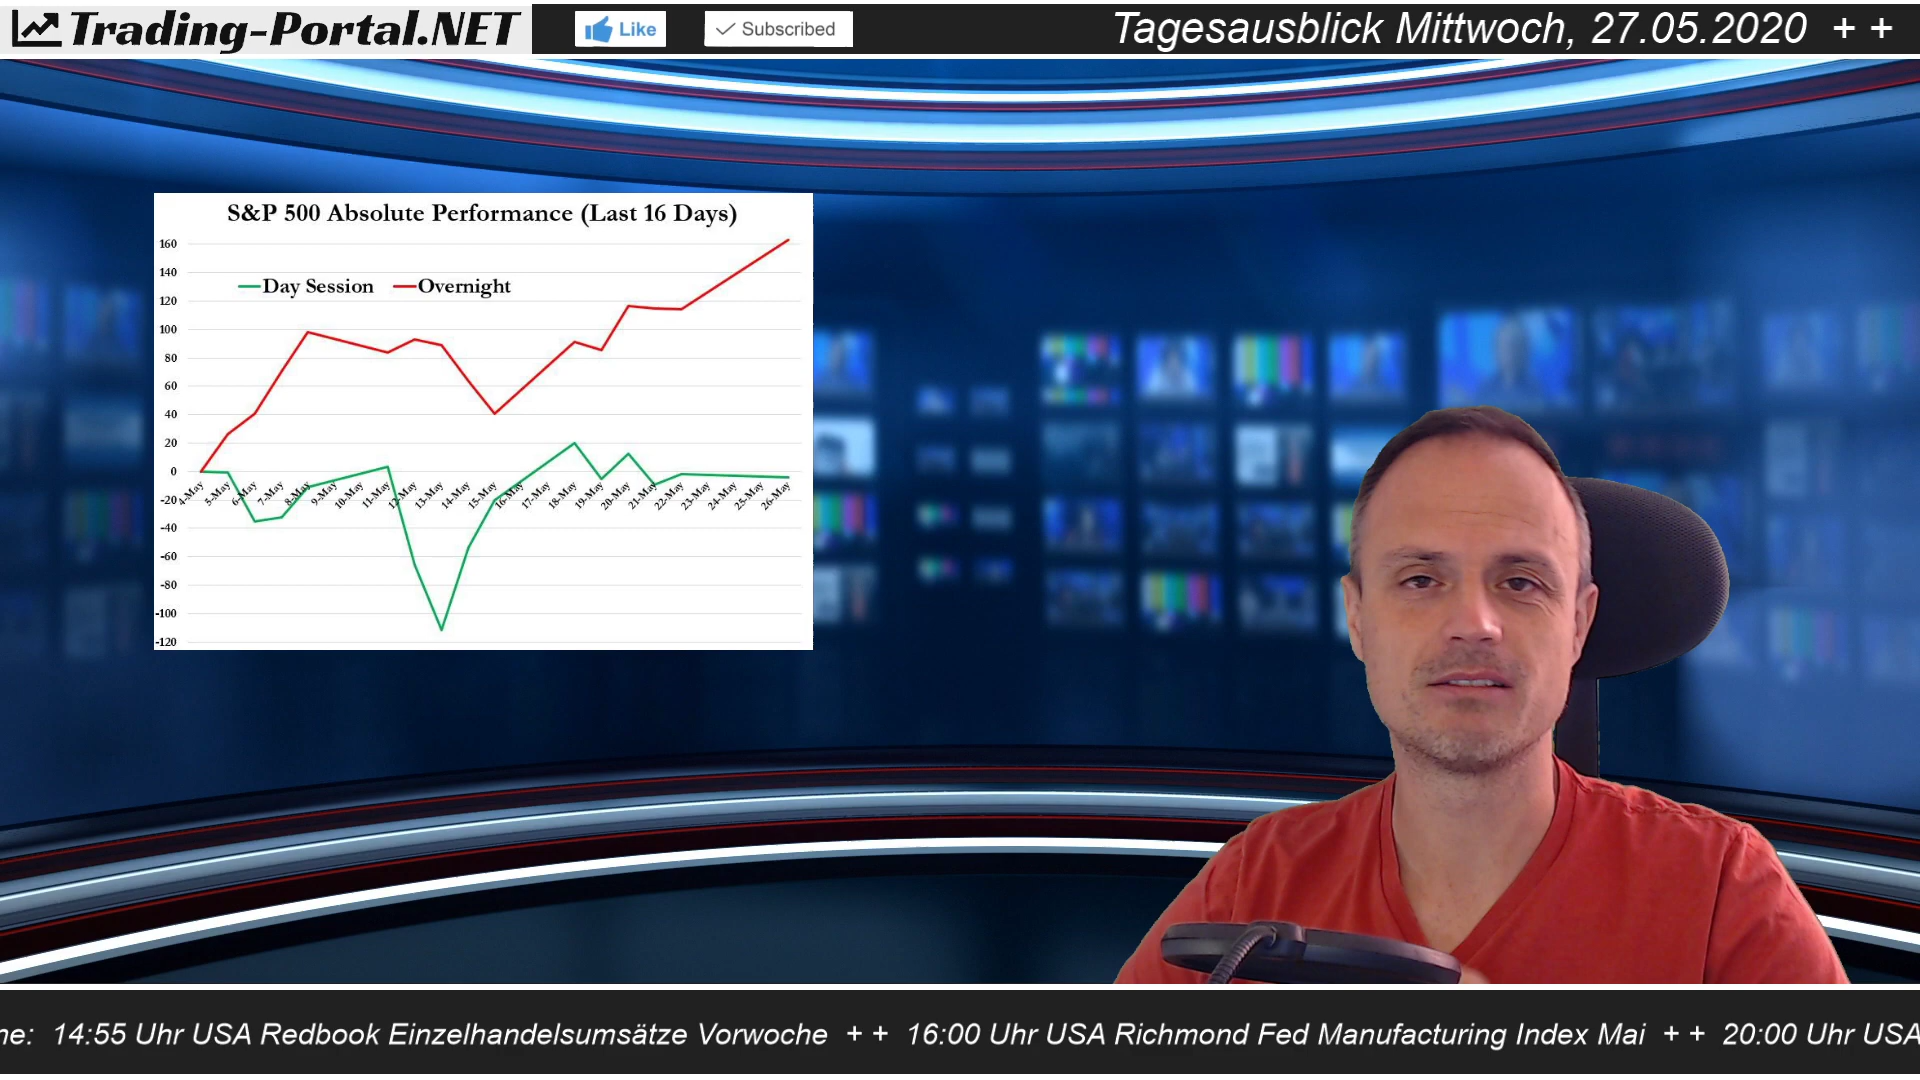 Trading-Portal.NET
Like
Subscribed
Tagesausblick Mittwoch, 27.05.2020 + +
S&P 500 Absolute Performance (Last 16 Days)
Day Session
Overnight
160
140
120
100
80
60
40
20
0
-20
-40
-60
-80
-100
-120
4-May
5-May
6-May
7-May
8-May
9-May
10-May
11-May
12-May
13-May
14-May
15-May
16-May
17-May
18-May
19-May
20-May
21-May
22-May
23-May
24-May
25-May
26-May
ne: 14:55 Uhr USA Redbook Einzelhandelsumsätze Vorwoche + + 16:00 Uhr USA Richmond Fed Manufacturing Index Mai + + 20:00 Uhr USA